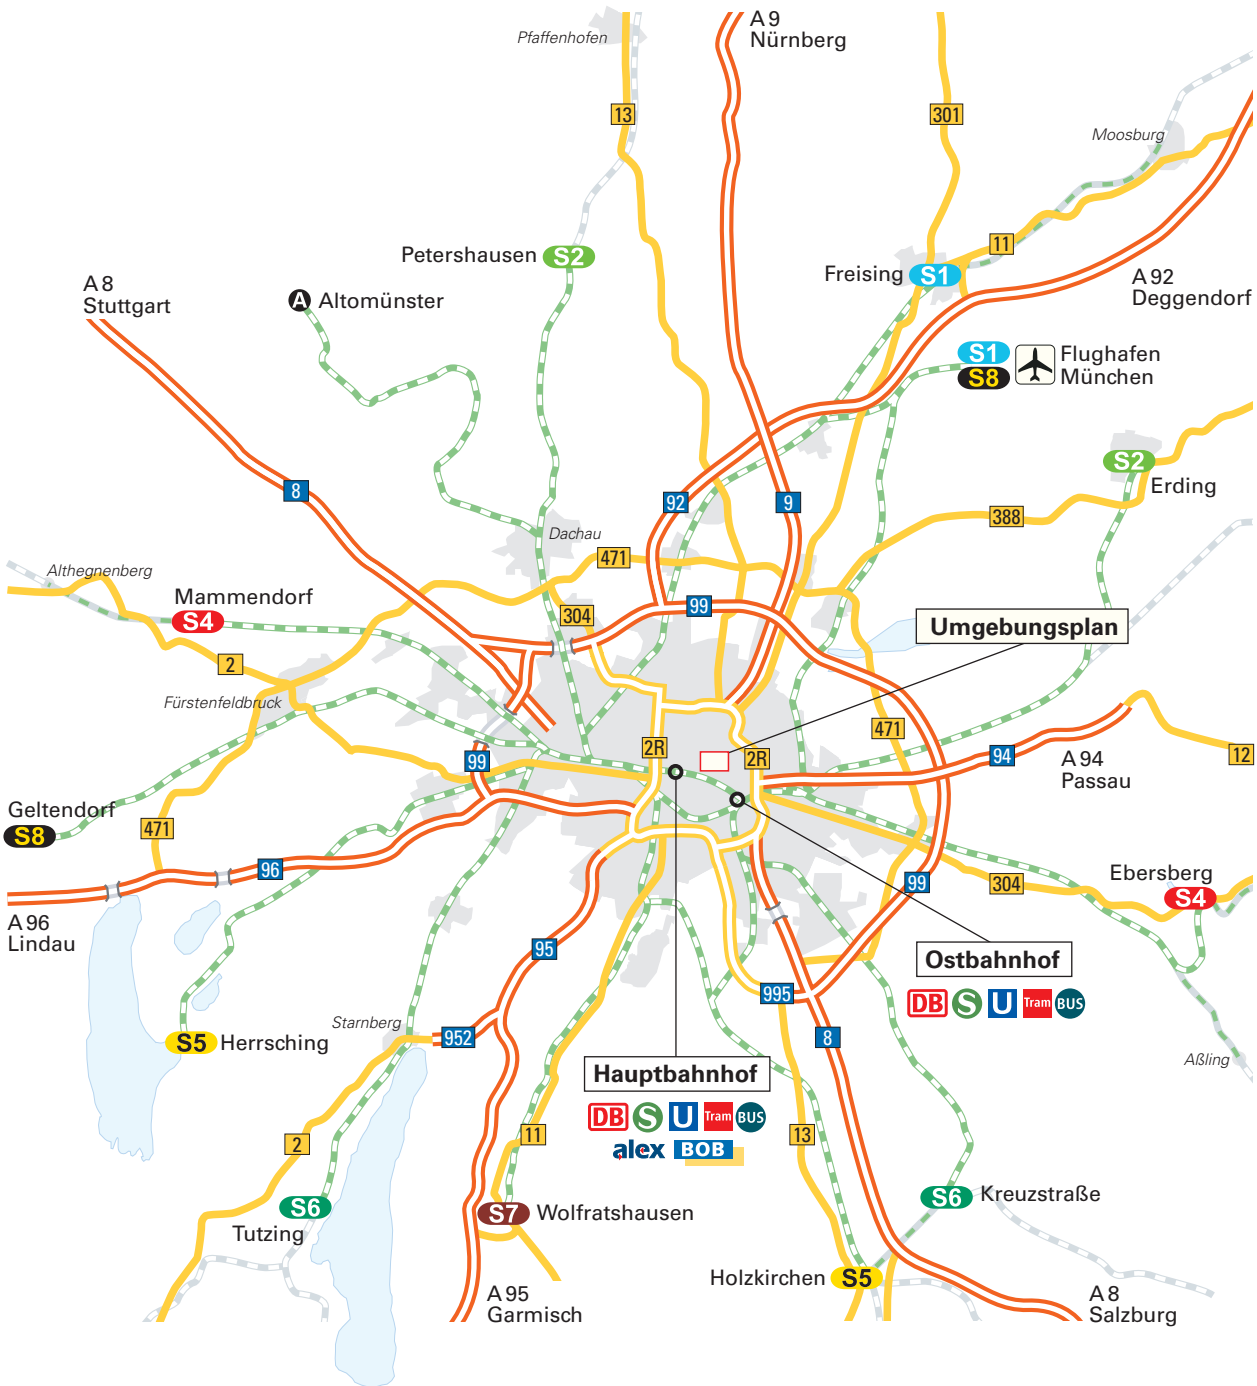 A 9
Nürnberg
Pfaffenhofen
13
301
Moosburg
11
Petershausen S2
Freising S1
A 92
Deggendorf
A 8
Stuttgart
A Altomünster
S1
S8
Flughafen
München
S2
Erding
8
92
9
388
Dachau
471
Althegnenberg
Mammendorf
S4
304
99
Umgebungsplan
2
Fürstenfeldbruck
471
2R
2R
99
94
12
A 94
Passau
Geltendorf
S8
471
96
99
304
Ebersberg
S4
A 96
Lindau
95
Ostbahnhof
DB S U Tram BUS
995
Starnberg
952
8
S5 Herrsching
Aßling
Hauptbahnhof
DB S U Tram BUS
alex BOB
2
11
13
S6
Tutzing
S7 Wolfratshausen
S6 Kreuzstraße
Holzkirchen S5
A 95
Garmisch
A 8
Salzburg